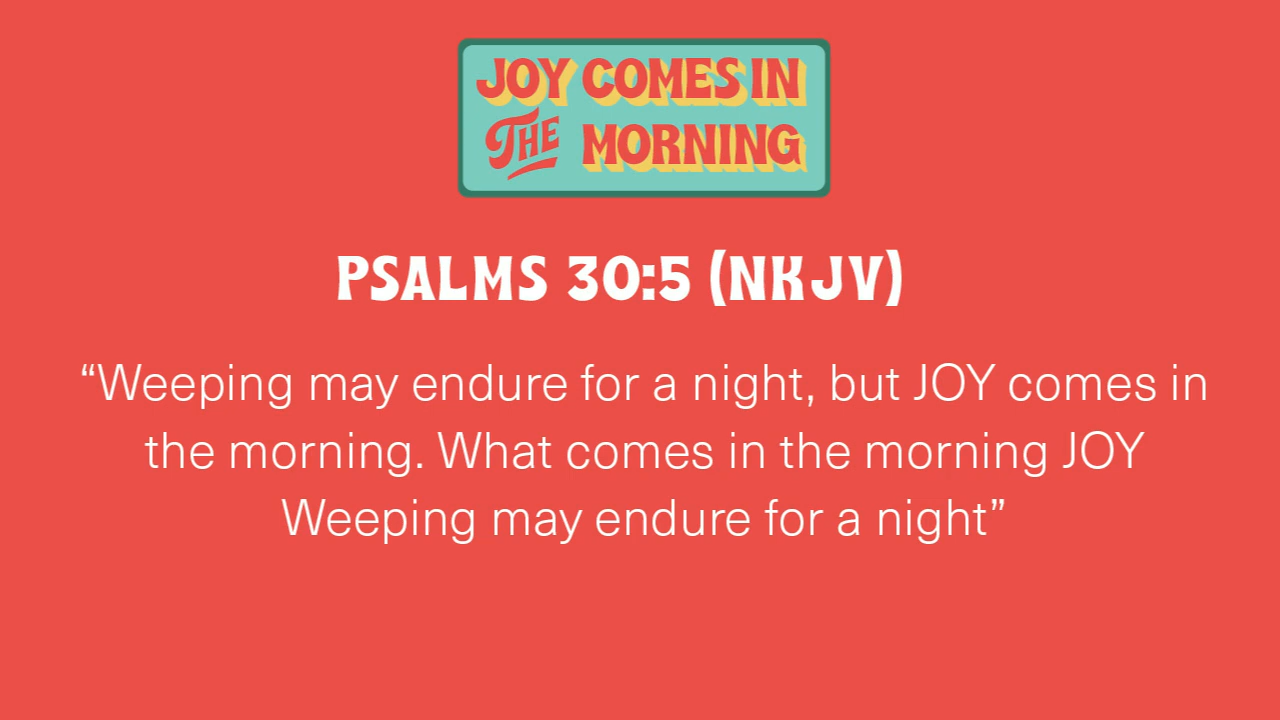 JOY COMES IN
THE MORNING
PSALMS 30:5 (NKJV)
“Weeping may endure for a night, but JOY comes in
the morning. What comes in the morning JOY
Weeping may endure for a night”